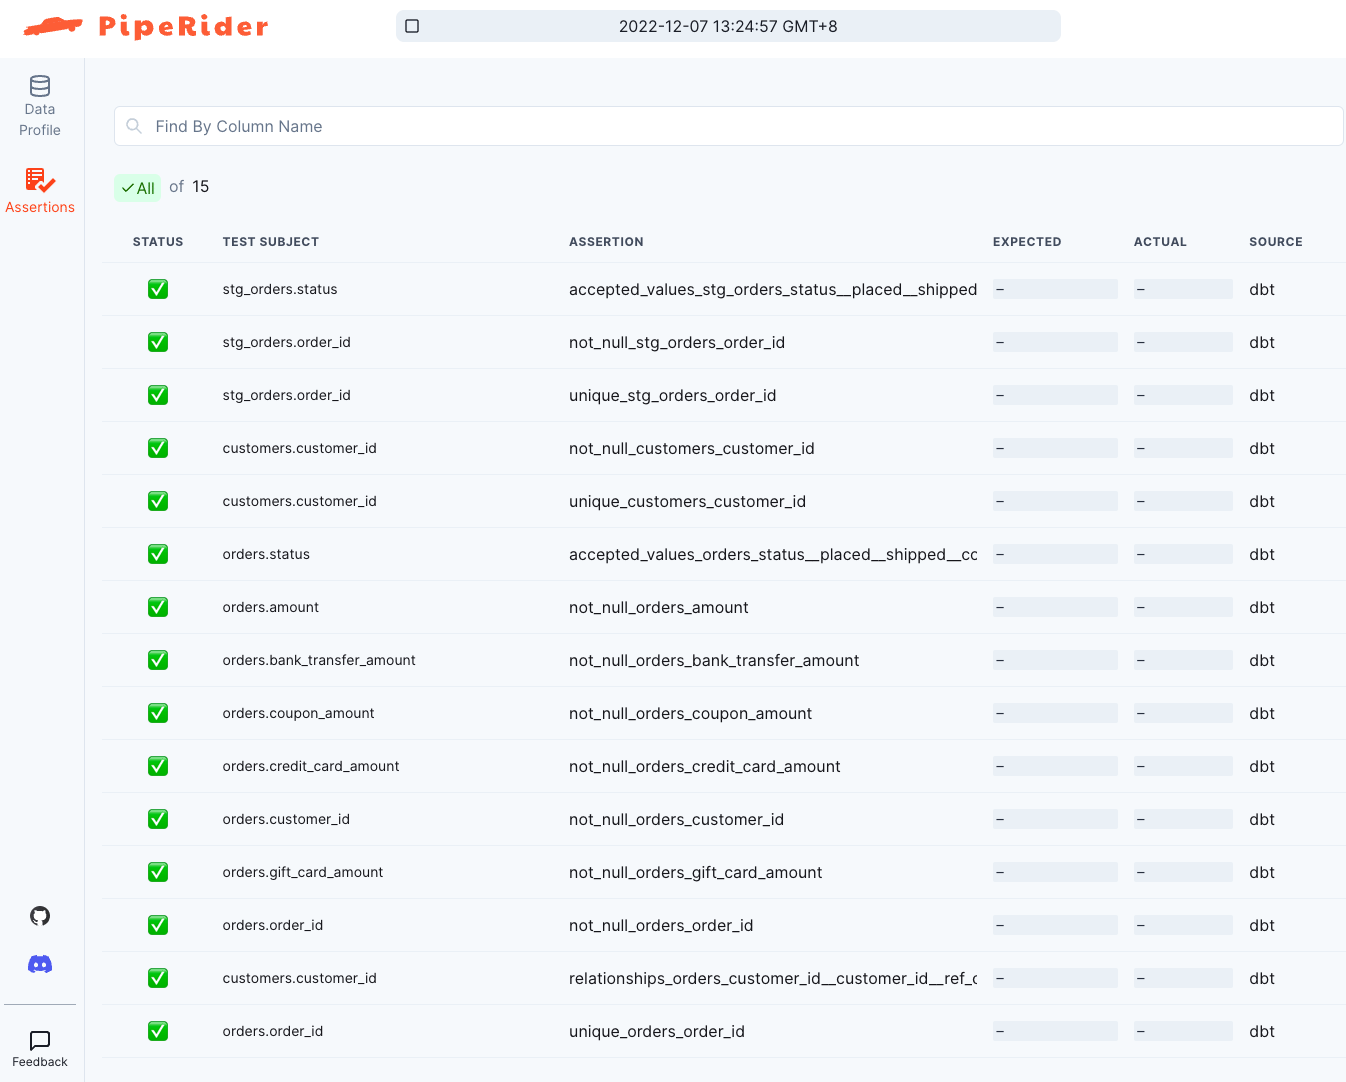 PipeRider
2022-12-07 13:24:57 GMT+8
Data
Profile
Assertions
Find By Column Name
All of 15
STATUS TEST SUBJECT ASSERTION EXPECTED ACTUAL SOURCE
stg_orders.status accepted_values_stg_orders_status__placed__shipped – – dbt
stg_orders.order_id not_null_stg_orders_order_id – – dbt
stg_orders.order_id unique_stg_orders_order_id – – dbt
customers.customer_id not_null_customers_customer_id – – dbt
customers.customer_id unique_customers_customer_id – – dbt
orders.status accepted_values_orders_status__placed__shipped__co – – dbt
orders.amount not_null_orders_amount – – dbt
orders.bank_transfer_amount not_null_orders_bank_transfer_amount – – dbt
orders.coupon_amount not_null_orders_coupon_amount – – dbt
orders.credit_card_amount not_null_orders_credit_card_amount – – dbt
orders.customer_id not_null_orders_customer_id – – dbt
orders.gift_card_amount not_null_orders_gift_card_amount – – dbt
orders.order_id not_null_orders_order_id – – dbt
customers.customer_id relationships_orders_customer_id__customer_id__ref_c – – dbt
orders.order_id unique_orders_order_id – – dbt
Feedback